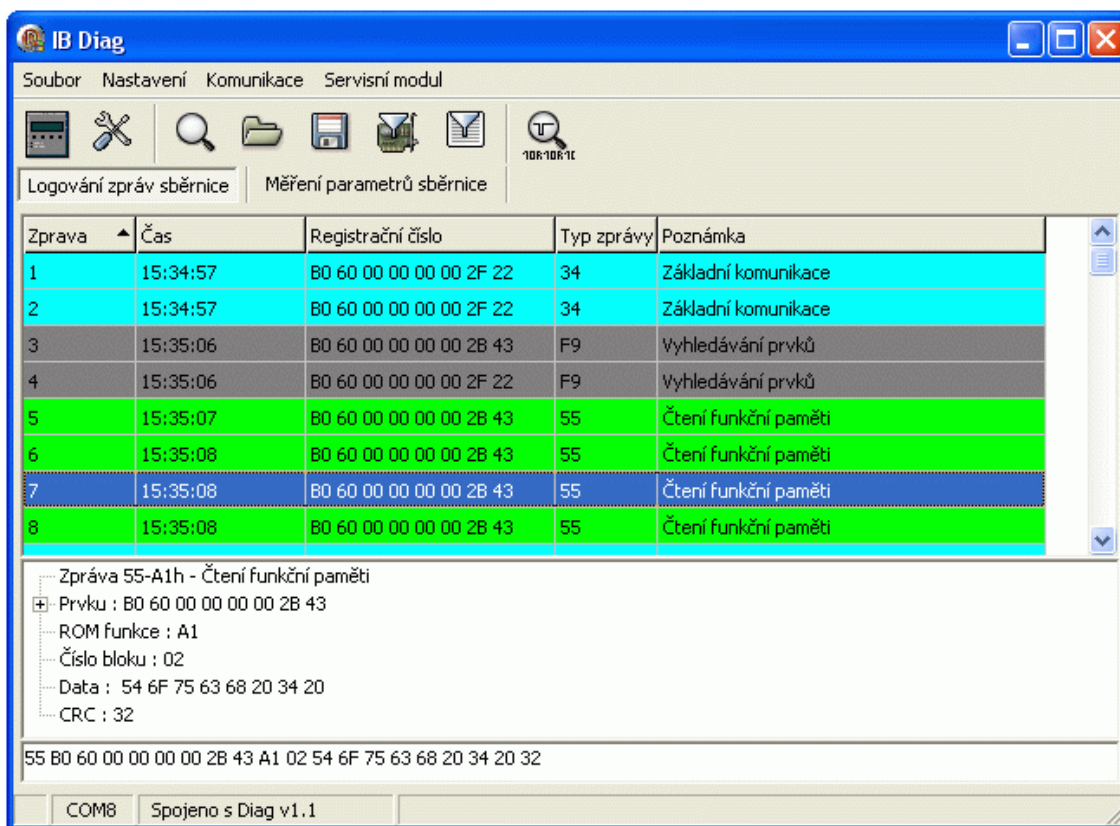 IB Diag
Soubor Nastavení Komunikace Servisní modul
10R10R10
Logování zpráv sběrnice Měření parametrů sběrnice
Zprava Čas Registrační číslo Typ zprávy Poznámka
1 15:34:57 B0 60 00 00 00 00 2F 22 34 Základní komunikace
2 15:34:57 B0 60 00 00 00 00 2F 22 34 Základní komunikace
3 15:35:06 B0 60 00 00 00 00 2B 43 F9 Vyhledávání prvků
4 15:35:06 B0 60 00 00 00 00 2F 22 F9 Vyhledávání prvků
5 15:35:07 B0 60 00 00 00 00 2B 43 55 Čtení funkční paměti
6 15:35:08 B0 60 00 00 00 00 2B 43 55 Čtení funkční paměti
7 15:35:08 B0 60 00 00 00 00 2B 43 55 Čtení funkční paměti
8 15:35:08 B0 60 00 00 00 00 2B 43 55 Čtení funkční paměti
Zpráva 55-A1h - Čtení funkční paměti
Prvku : B0 60 00 00 00 00 2B 43
ROM funkce : A1
Číslo bloku : 02
Data : 54 6F 75 63 68 20 34 20
CRC : 32
55 B0 60 00 00 00 00 2B 43 A1 02 54 6F 75 63 68 20 34 20 32
COM8 Spojeno s Diag v1.1